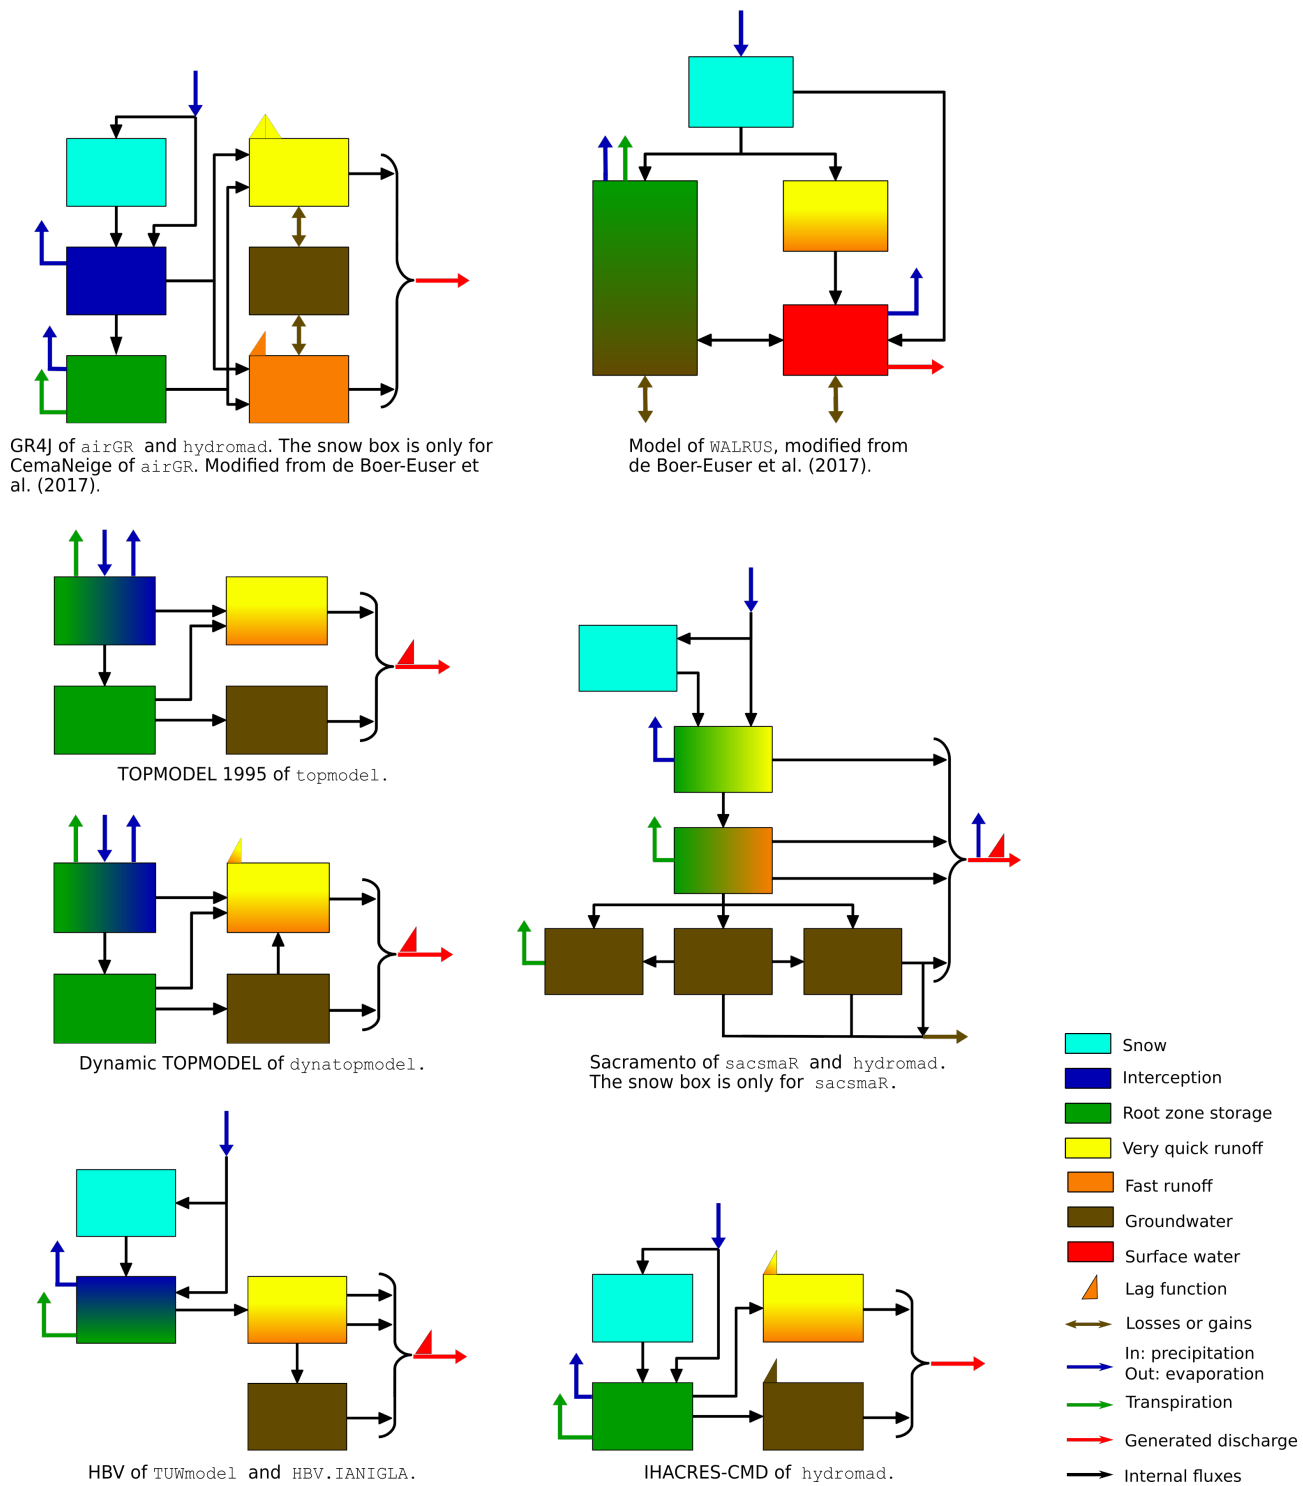 GR4J of airGR and hydromad. The snow box is only for
CemaNeige of airGR. Modified from de Boer-Euser et
al. (2017).
Model of WALRUS, modified from
de Boer-Euser et al. (2017).
TOPMODEL 1995 of topmodel.
Dynamic TOPMODEL of dynatopmodel.
Sacramento of sacsmaR and hydromad.
The snow box is only for sacsmaR.
HBV of TUWmodel and HBV.IANIGLA.
IHACRES-CMD of hydromad.
Snow
Interception
Root zone storage
Very quick runoff
Fast runoff
Groundwater
Surface water
Lag function
Losses or gains
In: precipitation
Out: evaporation
Transpiration
Generated discharge
Internal fluxes